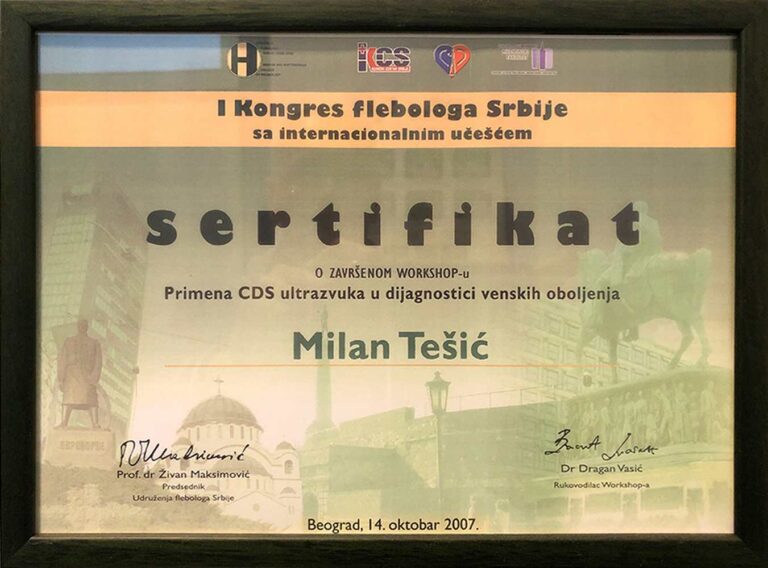 H
KCS
I Kongres flebologa Srbije
sa internacionalnim učešćem
sertifikat
O ZAVRŠENOM WORKSHOP-u
Primena CDS ultrazvuka u dijagnostici venskih oboljenja
Milan Tešić
Prof. dr Živan Maksimović
Predsednik
Udruženja flebologa Srbije
Dr Dragan Vasić
Rukovodilac Workshop-a
Beograd, 14. oktobar 2007.